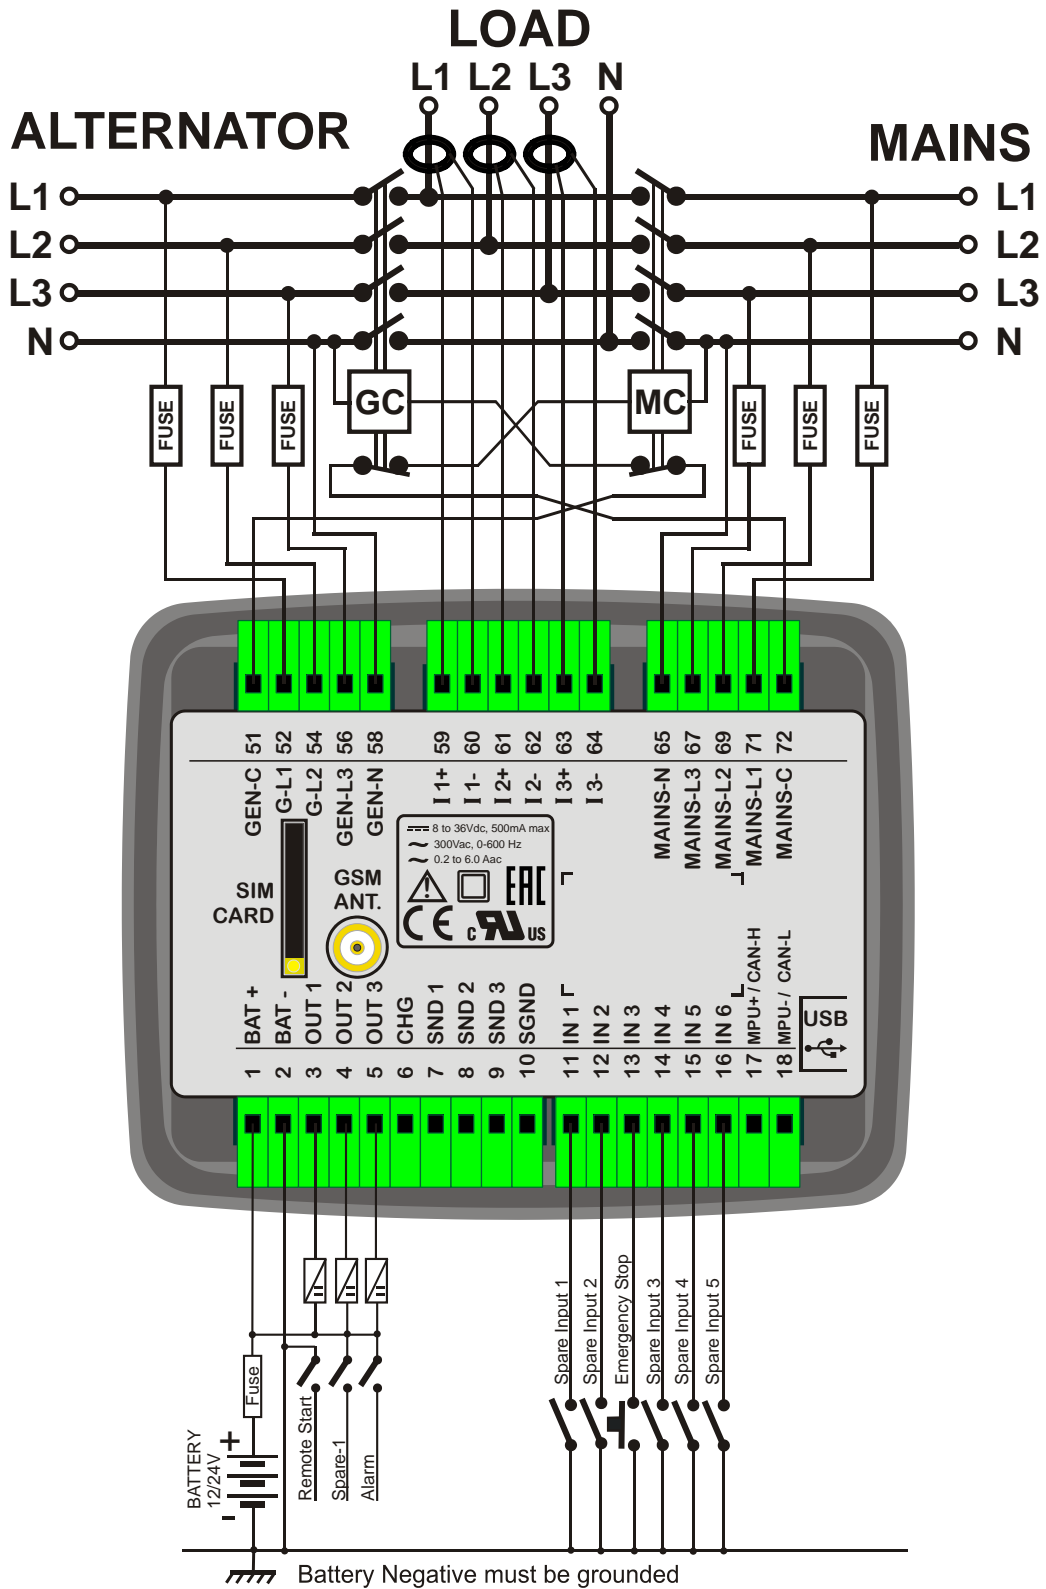 LOAD
L1 L2 L3 N
ALTERNATOR
MAINS
L1
L2
L3
N
L1
L2
L3
N
GC
MC
FUSE
FUSE
FUSE
FUSE
FUSE
FUSE
51
52
54
56
58
59
60
61
62
63
64
65
67
69
71
72
GEN-C
G-L1
G-L2
GEN-L3
GEN-N
I 1+
I 1-
I 2+
I 2-
I 3+
I 3-
MAINS-N
MAINS-L3
MAINS-L2
MAINS-L1
MAINS-C
8 to 36Vdc, 500mA max
300Vac, 0-600 Hz
0.2 to 6.0 Aac
EAC
CE
C RU US
SIM
CARD
GSM
ANT.
1 BAT +
2 BAT -
3 OUT 1
4 OUT 2
5 OUT 3
6 CHG
7 SND 1
8 SND 2
9 SND 3
10 SGND
11 IN 1
12 IN 2
13 IN 3
14 IN 4
15 IN 5
16 IN 6
17 MPU+ / CAN-H
18 MPU- / CAN-L
USB
Fuse
BATTERY
12/24V
+
-
Remote Start
Spare-1
Alarm
Spare Input 1
Spare Input 2
Emergency Stop
Spare Input 3
Spare Input 4
Spare Input 5
Battery Negative must be grounded